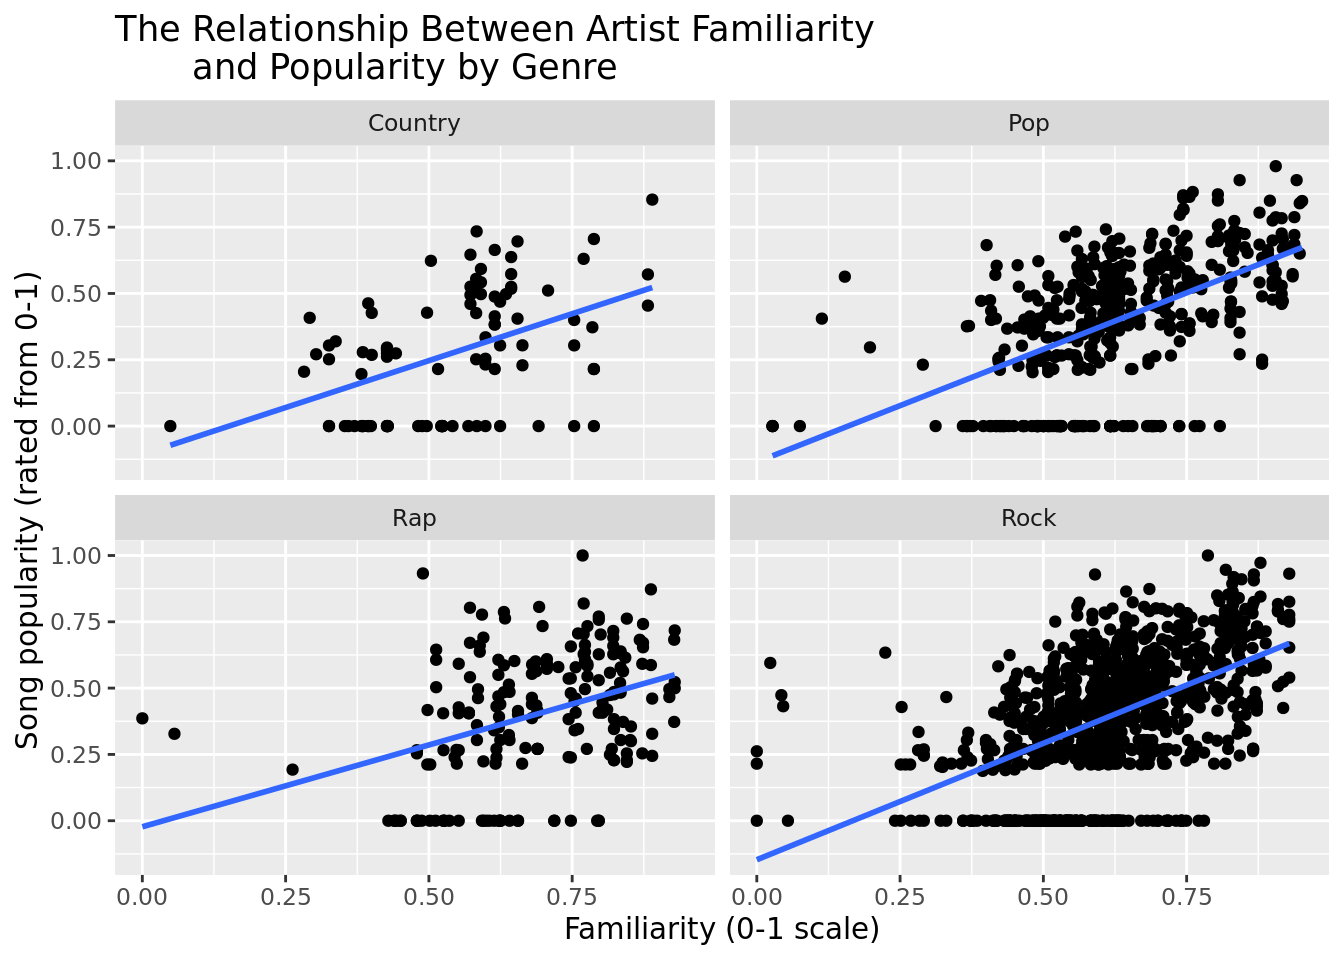 The Relationship Between Artist Familiarity
and Popularity by Genre
Country
Pop
1.00
0.75
0.50
0.25
0.00
Rap
Rock
1.00
0.75
0.50
0.25
0.00
0.00 0.25 0.50 0.75
0.00 0.25 0.50 0.75
Familiarity (0-1 scale)
Song popularity (rated from 0-1)